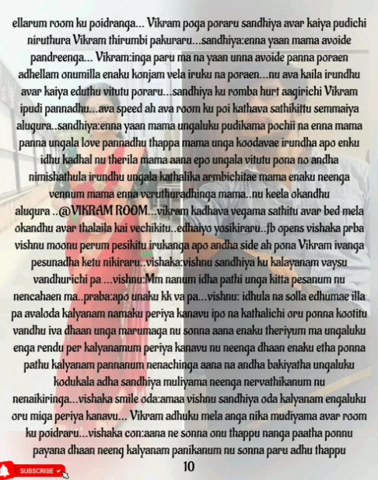 ellarum room ku poidranga... Vikram poga poraru sandhiya avar kaiya pudichi
niruthura Vikram thirumbi pakuraru...sandhiya:enna yaan mama avoide
pandreenga... Vikram:inga paru ma na yaan unna avoide panna poraen
adhellam onumilla enaku konjam vela iruku na poraen...nu ava kaila irundhu
avar kaiya eduthu vitutu poraru...sandhiya ku romba hurt aagirichi Vikram
ipudi pannadhu...ava speed ah ava room ku poi kathava sathikittu semmaiya
alugura..sandhiya:enna yaan mama ungaluku pudikama pochii na enna mama
panna ungala love pannadhu thappa mama unga koodavae irundha apo enku
idhu kadhal nu therila mama aana epo ungala vitutu pona no andha
nimishathula irundhu ungala kathalika armbichitae mama enaku neenga
vennum mama enna veruthuradhinga mama..nu keela okandhu
alugura ..@VIKRAM ROOM...vikram kadhava vegama sathitu avar bed mela
okandhu avar thalaila kai vechikitu..edhaiyo yosikiraru..fb opens vishaka prba
vishnu moonu perum pesikitu irukanga apo andha side ah pona Vikram ivanga
pesunadha ketu nikiraru..vishaka:vishnu sandhiya ku kalayanam vaysu
vandhurichi pa ...vishnu:Mm nanum idha pathi unga kitta pesanum nu
nencahaen ma..praba:apo unaku kk va pa...vishnu: idhula na solla edhumae illa
pa avaloda kalyanam namaku periya kanavu ipo na kathalichi oru ponna kootitu
vandhu iva dhaan unga marumaga nu sonna aana enaku theriyum ma ungaluku
enga rendu per kalyanamum periya kanavu nu neenga dhaan enaku etha ponna
pathu kalyanam pannanum nenachinga aana na andha bakiyatha ungaluku
kodukala adha sandhiya muliyama neenga nervathikanum nu
nenaikiringa...vishaka smile oda:amaa vishnu sandhiya oda kalyanam engaluku
oru miga periya kanavu... Vikram adhuku mela anga nika mudiyama avar room
ku poidraru...vishaka con:aana ne sonna onu thappu nanga paatha ponnu
payana dhaan neeng kalyanam panikanum nu sonna paru adhu thappu
SUBSCRIBE
10